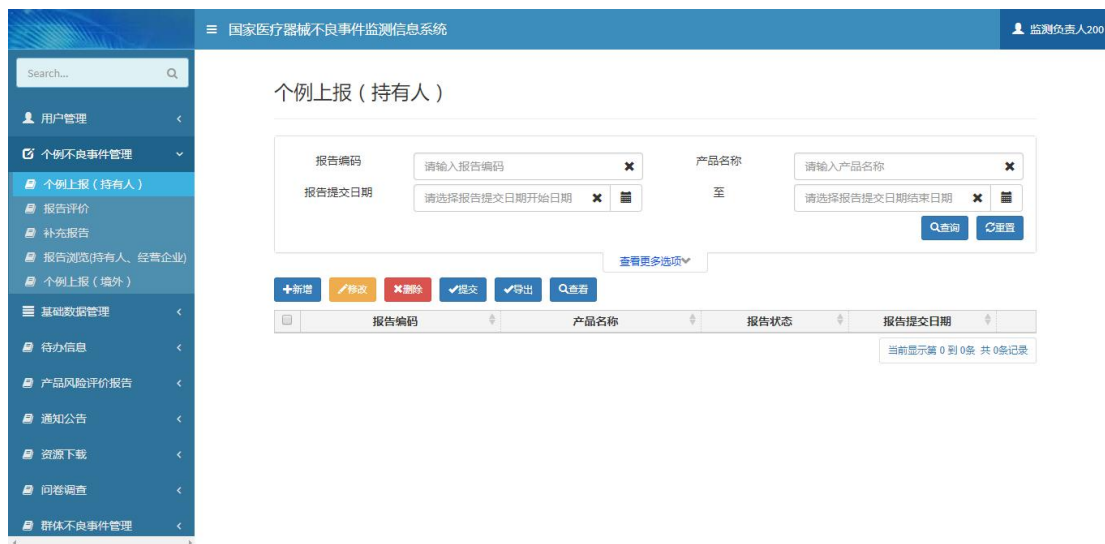 国家医疗器械不良事件监测信息系统
监测负责人200
Search...
用户管理
个例不良事件管理
个例上报（持有人）
报告评价
补充报告
报告浏览(持有人、经营企业)
个例上报（境外）
基础数据管理
待办信息
产品风险评价报告
通知公告
资源下载
问卷调查
群体不良事件管理
个例上报（持有人）
报告编码 请输入报告编码 产品名称 请输入产品名称
报告提交日期 请选择报告提交日期开始日期 至 请选择报告提交日期结束日期
查询 重置
查看更多选项
新增 修改 删除 提交 导出 查看
报告编码 产品名称 报告状态 报告提交日期
当前显示第 0 到 0条 共 0条记录